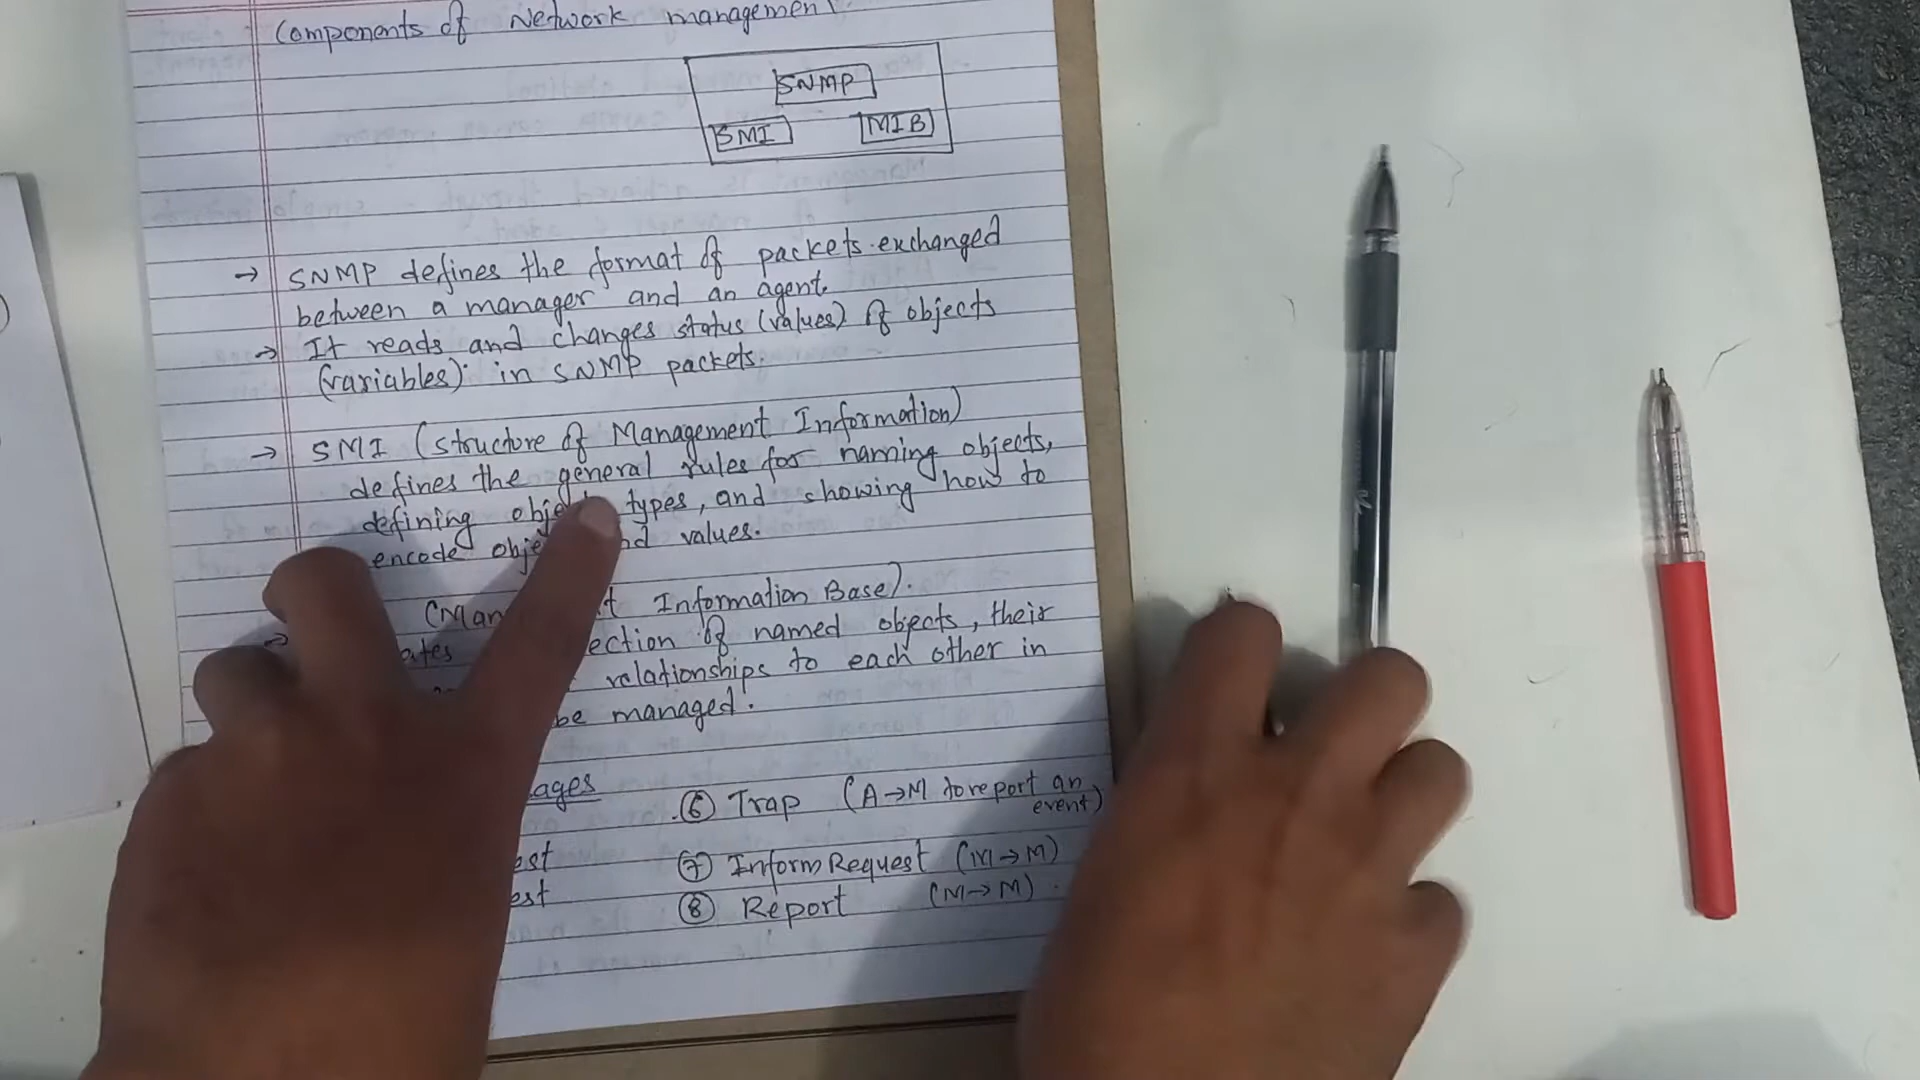 Components of Network management
SNMP
SMI MIB
→ SNMP defines the format of packets exchanged
between a manager and an agent.
→ It reads and changes status (values) of objects
(variables) in SNMP packets.
→ SMI (Structure of Management Information)
defines the general rules for naming objects,
defining types, and showing how to
encode values.
→ Information Base).
of named objects, their
relationships to each other in
be managed.
⑥ Trap (A→M to report an
event)
⑦ Inform Request (M→M)
⑧ Report (M→M)